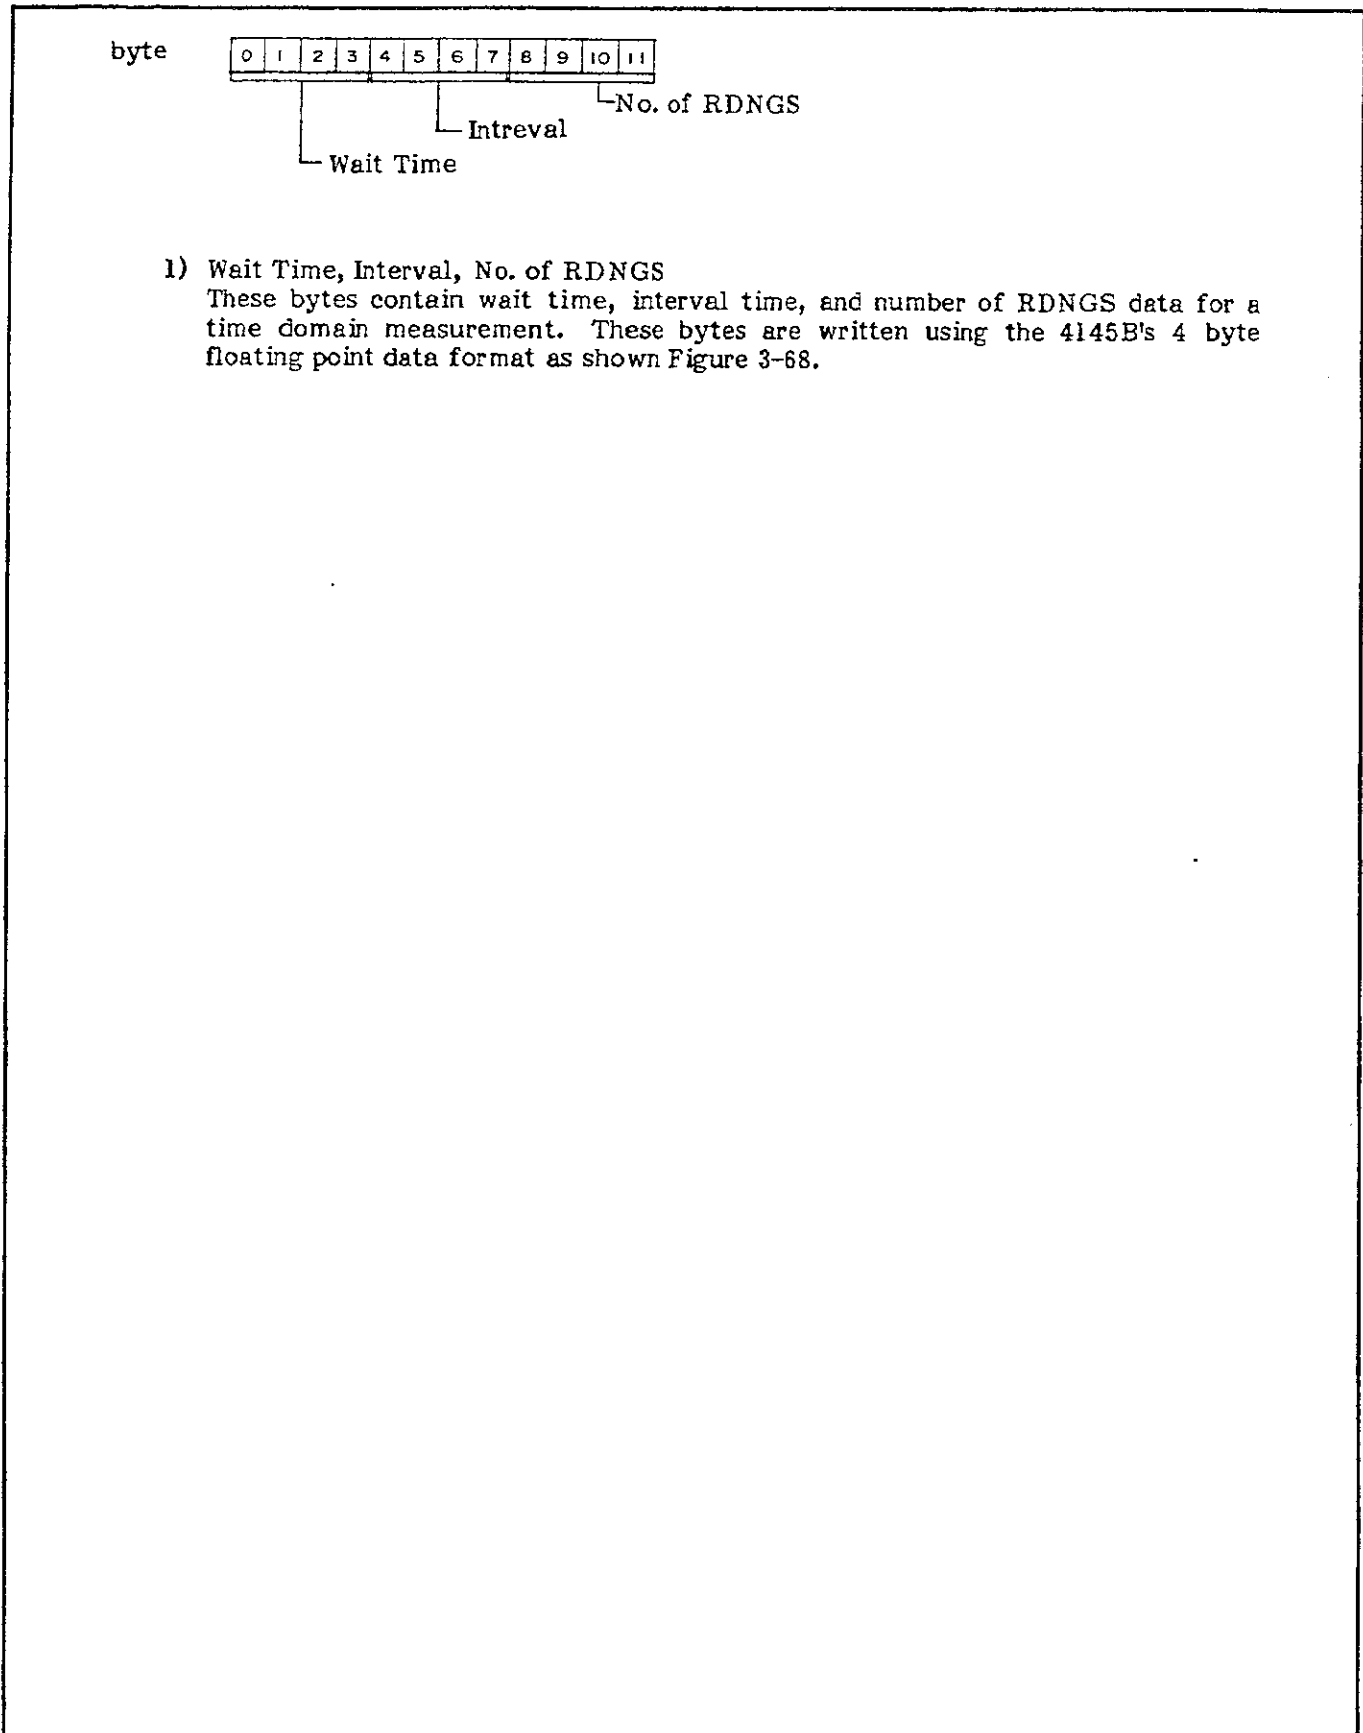 byte 0 1 2 3 4 5 6 7 8 9 10 11
No. of RDNGS
Intreval
Wait Time
1) Wait Time, Interval, No. of RDNGS
These bytes contain wait time, interval time, and number of RDNGS data for a
time domain measurement. These bytes are written using the 4145B's 4 byte
floating point data format as shown Figure 3-68.